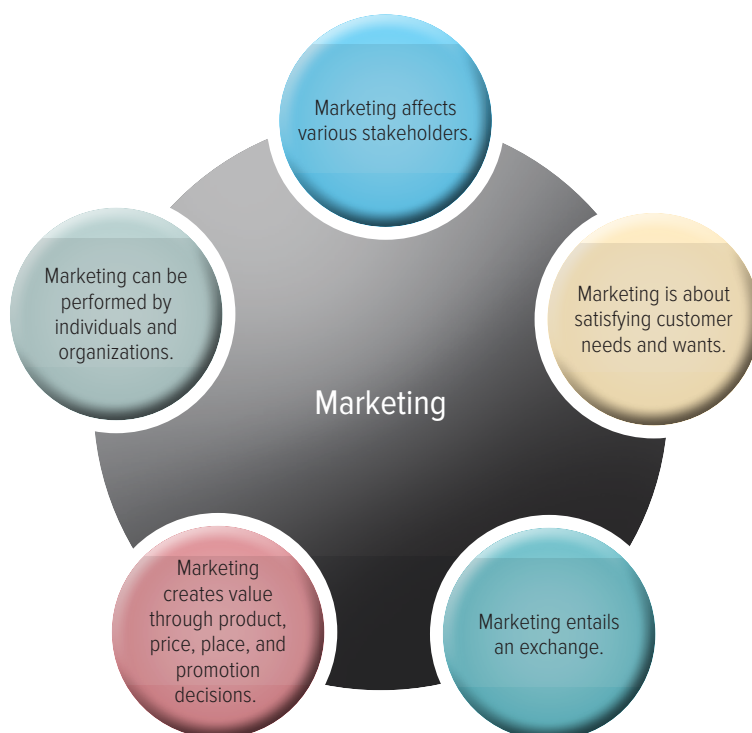 Marketing affects
various stakeholders.
Marketing can be
performed by
individuals and
organizations.
Marketing is about
satisfying customer
needs and wants.
Marketing
Marketing
creates value
through product,
price, place, and
promotion
decisions.
Marketing entails
an exchange.